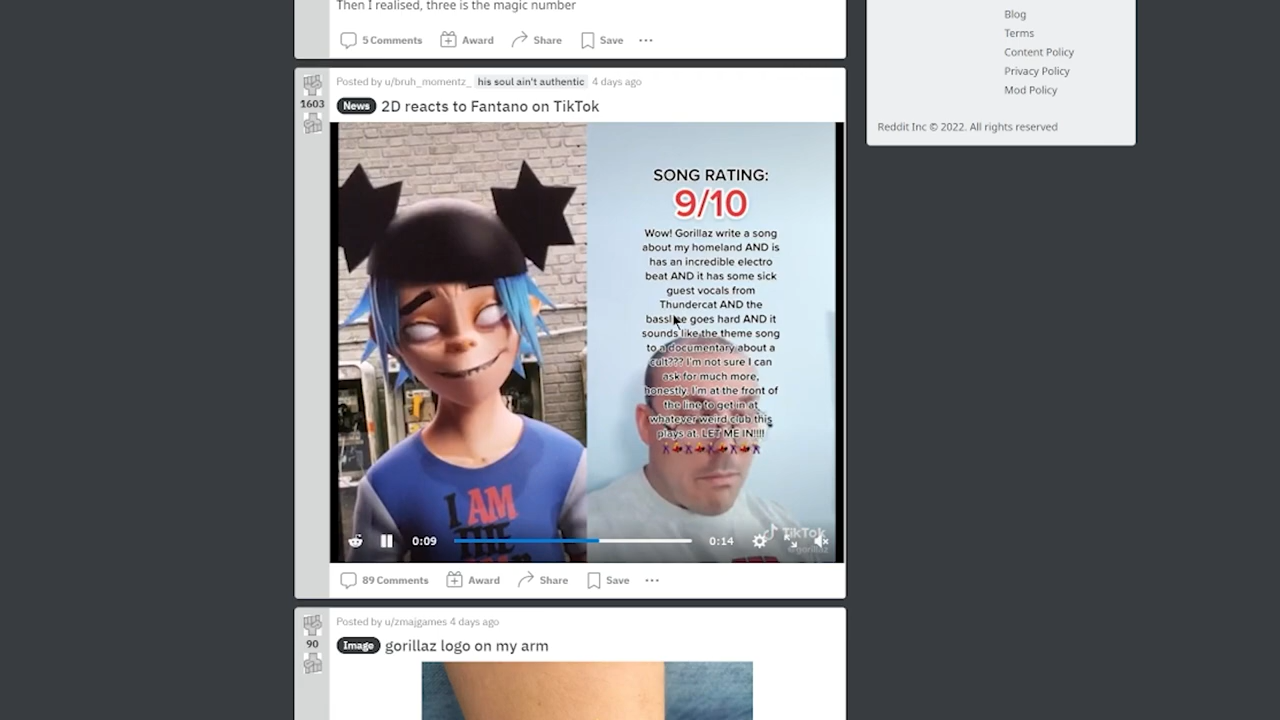 Then I realised, three is the magic number
5 Comments Award Share Save ...
Blog
Terms
Content Policy
Privacy Policy
Mod Policy
Reddit Inc © 2022. All rights reserved
Posted by u/bruh_momentz_ his soul ain't authentic 4 days ago
1603
News 2D reacts to Fantano on TikTok
SONG RATING:
9/10
Wow! Gorillaz write a song
about my homeland AND is
has an incredible electro
beat AND it has some sick
guest vocals from
Thundercat AND the
bassline goes hard AND it
sounds like the theme song
to a documentary about a
cult??? I'm not sure I can
ask for much more,
honestly. I'm at the front of
the line to get in at
whatever weird club this
plays at. LET ME IN!!!!
I AM
THE
0:09 0:14
TikTok
@gorillaz
89 Comments Award Share Save ...
Posted by u/zmajgames 4 days ago
90
Image gorillaz logo on my arm